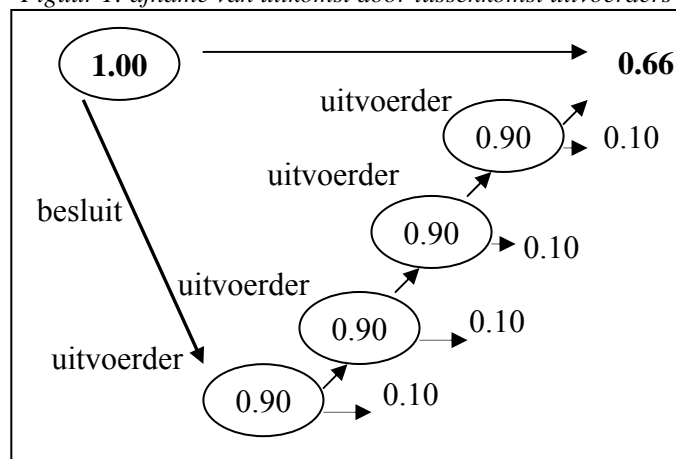 Figuur 1: afname van uitkomst door tussenkomst uitvoerders
1.00
0.66
uitvoerder
0.90
0.10
uitvoerder
besluit
0.90
0.10
uitvoerder
0.90
0.10
uitvoerder
0.90
0.10